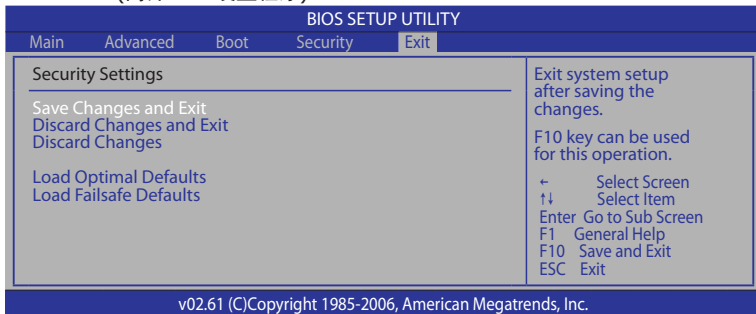 BIOS SETUP UTILITY
Main Advanced Boot Security Exit
Security Settings
Save Changes and Exit
Discard Changes and Exit
Discard Changes
Load Optimal Defaults
Load Failsafe Defaults
Exit system setup
after saving the
changes.
F10 key can be used
for this operation.
← Select Screen
↑↓ Select Item
Enter Go to Sub Screen
F1 General Help
F10 Save and Exit
ESC Exit
v02.61 (C)Copyright 1985-2006, American Megatrends, Inc.